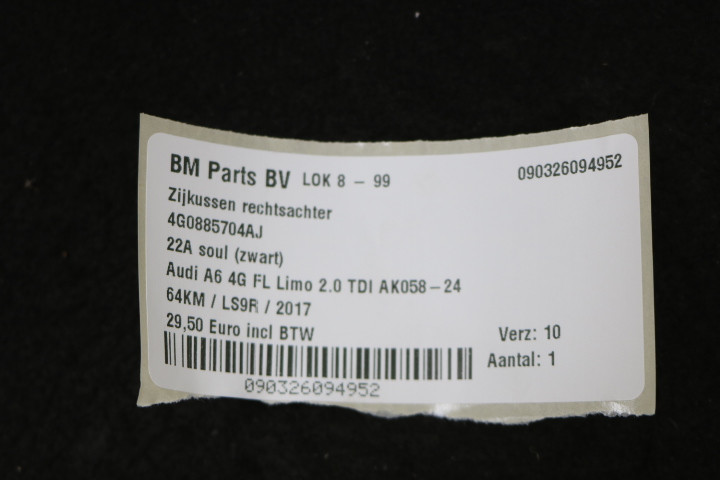 BM Parts BV LOK 8 - 99 090326094952
Zijkussen rechtsachter
4G0885704AJ
22A soul (zwart)
Audi A6 4G FL Limo 2.0 TDI AK058-24
64KM / LS9R / 2017
29,50 Euro incl BTW Verz: 10
Aantal: 1
090326094952